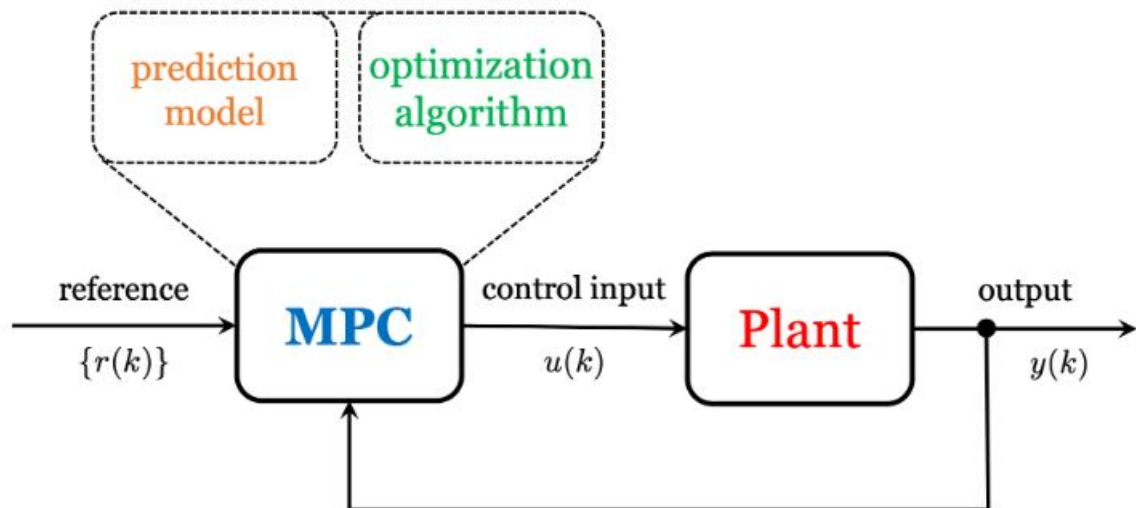 prediction
model
optimization
algorithm
reference
{r(k)}
MPC
control input
u(k)
Plant
output
y(k)